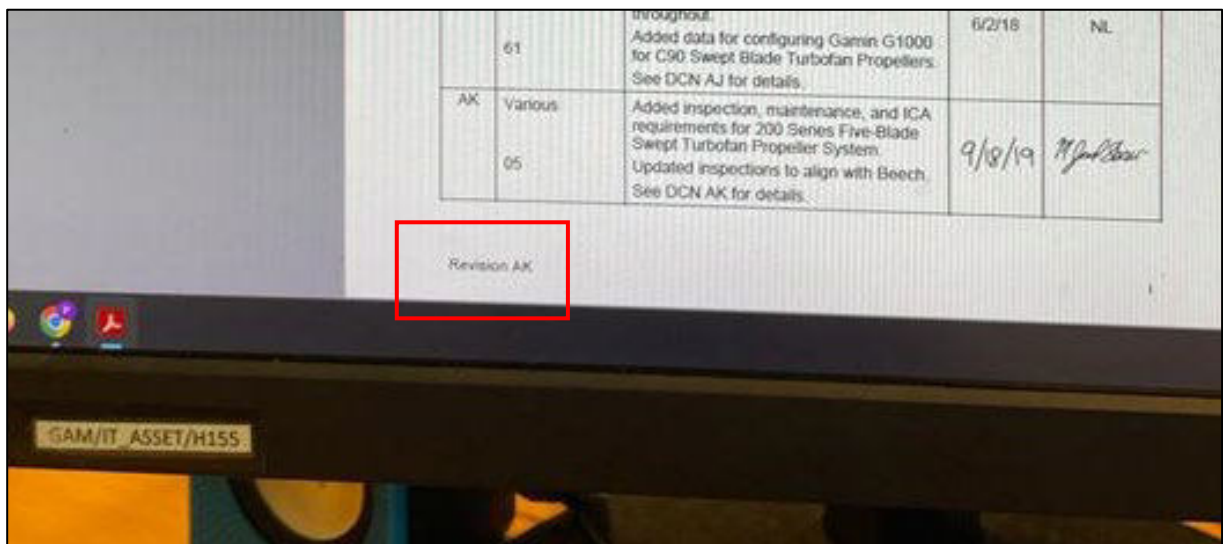 throughout.
6/2/18
NL
61
Added data for configuring Gamin G1000
for C90 Swept Blade Turbofan Propellers.
See DCN AJ for details.
AK
Various
Added inspection, maintenance, and ICA
requirements for 200 Series Five-Blade
Swept Turbofan Propeller System.
9/18/19
05
Updated inspections to align with Beech.
See DCN AK for details.
Revision AK
GAM/IT_ASSET/H155